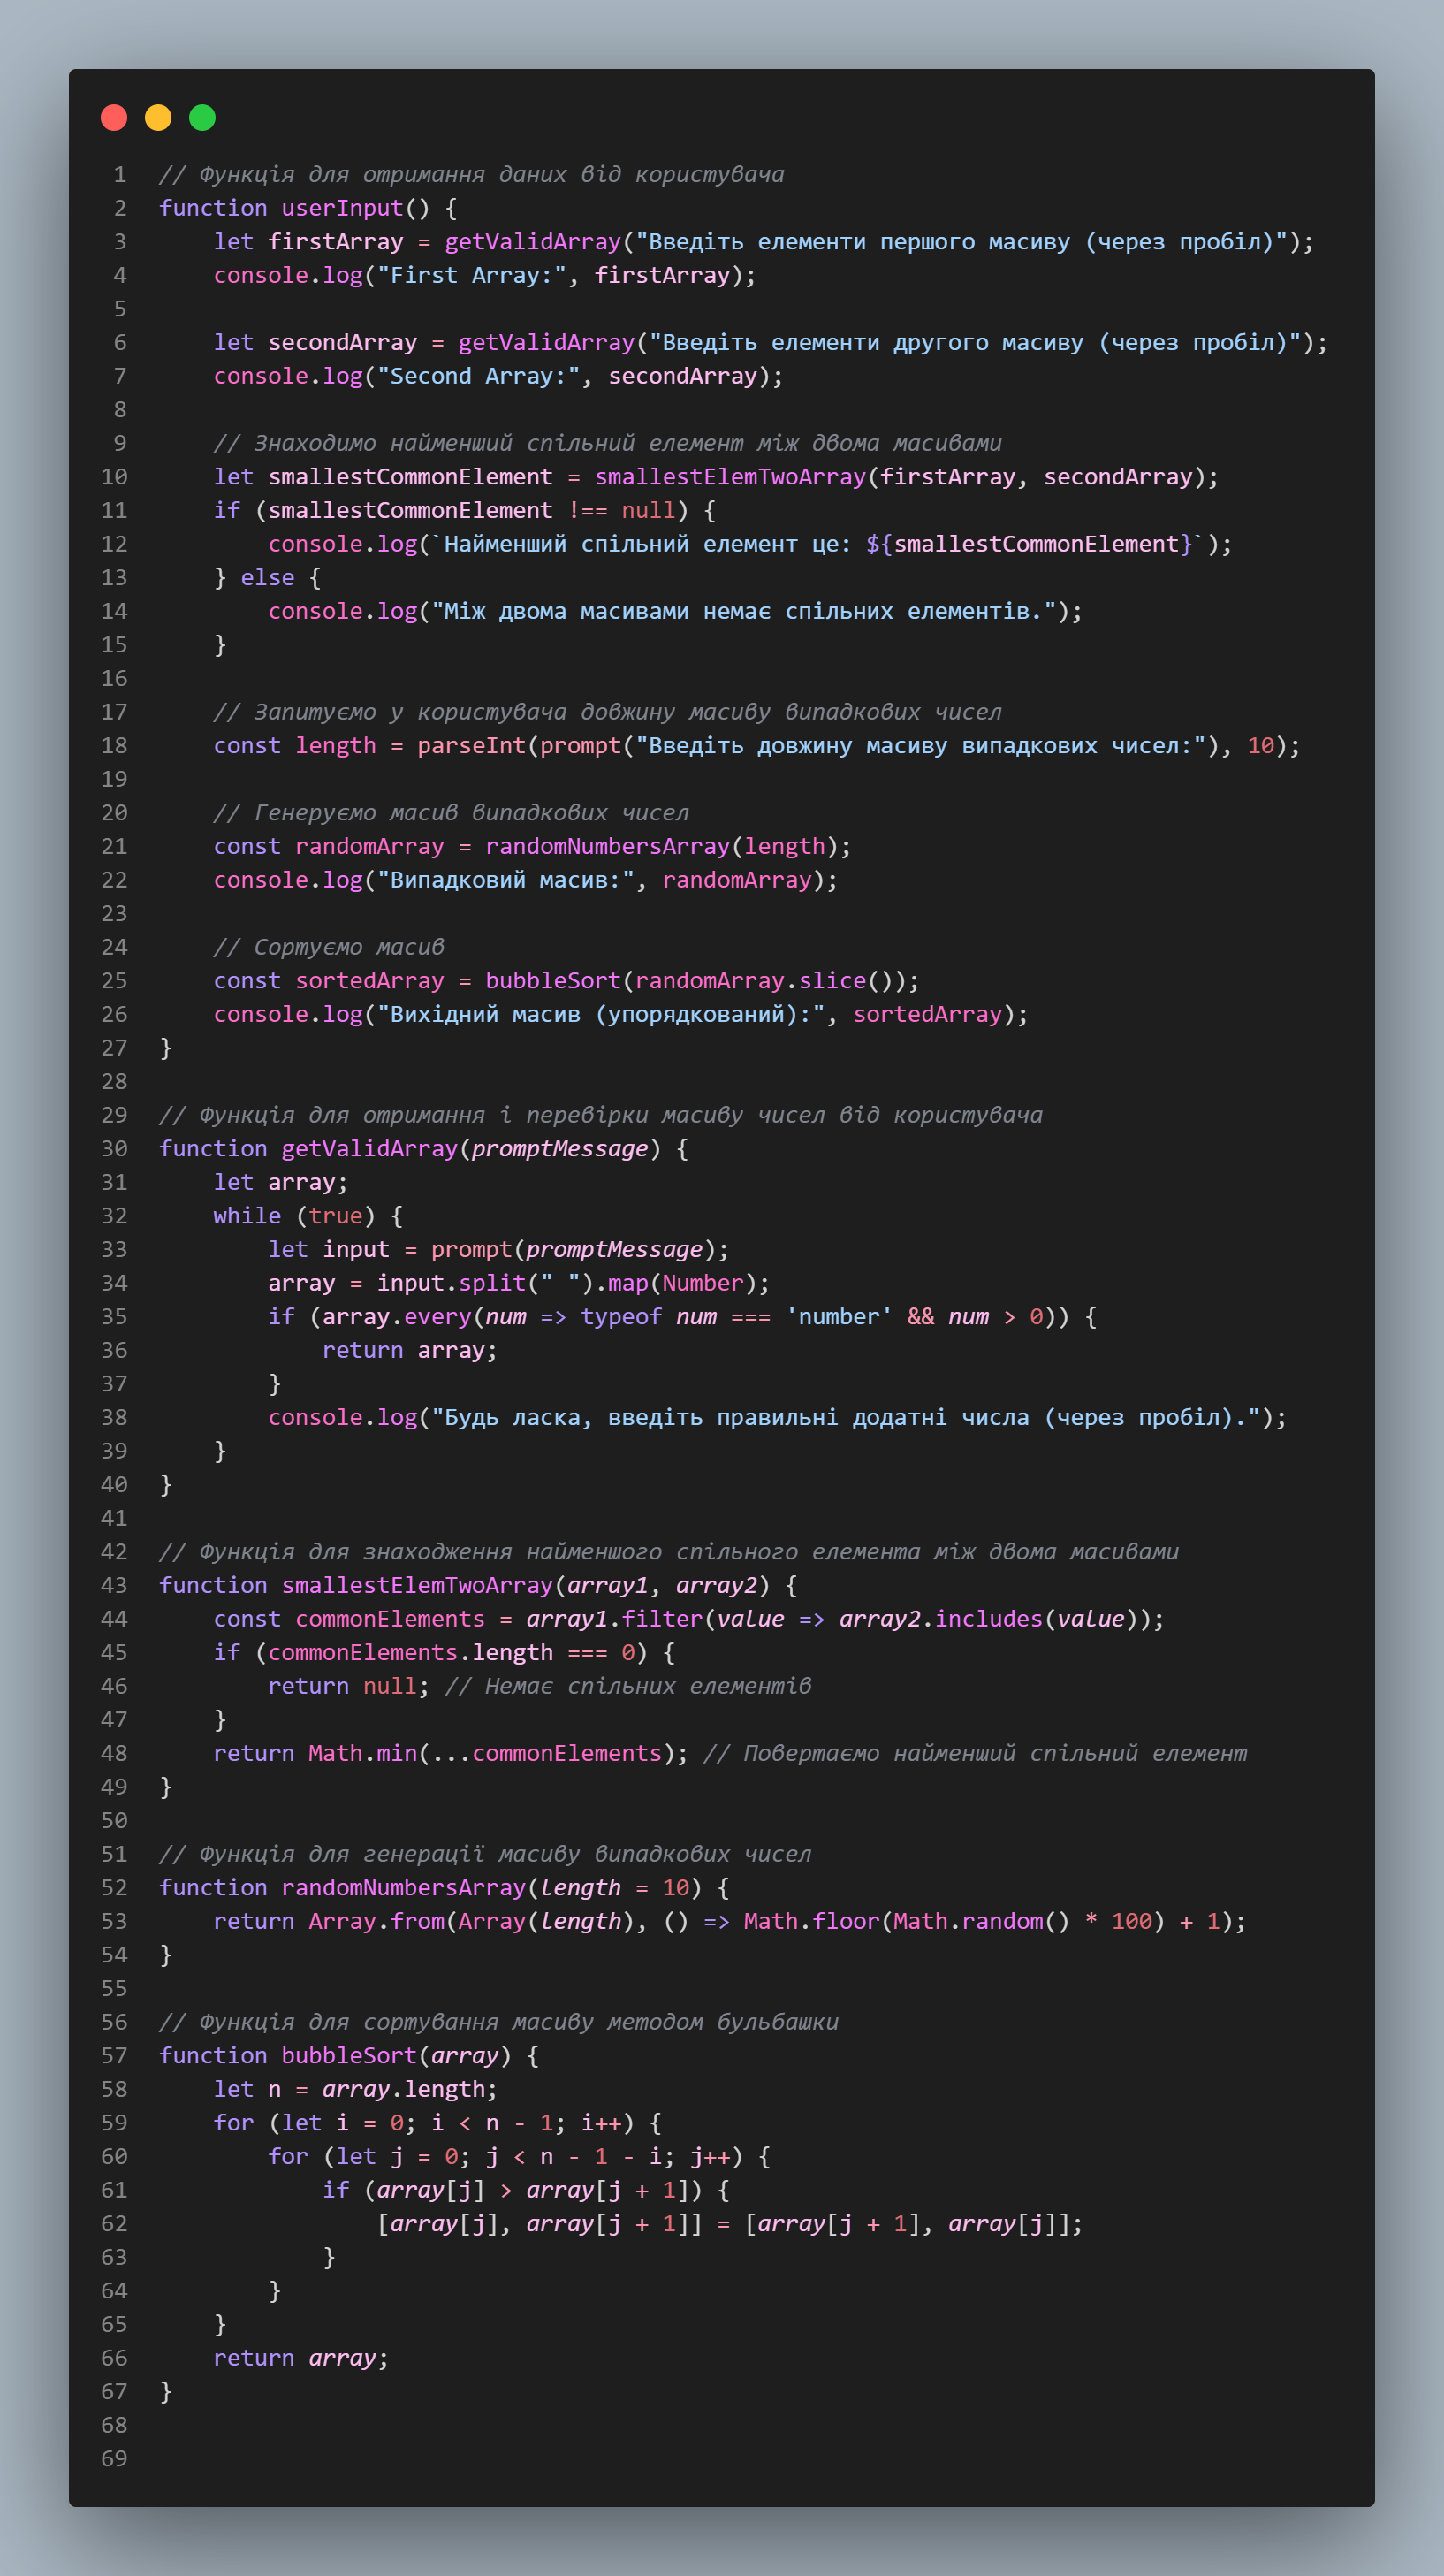 1 // Функція для отримання даних від користувача
2 function userInput() {
3     let firstArray = getValidArray("Введіть елементи першого масиву (через пробіл)");
4     console.log("First Array:", firstArray);
5
6     let secondArray = getValidArray("Введіть елементи другого масиву (через пробіл)");
7     console.log("Second Array:", secondArray);
8
9     // Знаходимо найменший спільний елемент між двома масивами
10     let smallestCommonElement = smallestElemTwoArray(firstArray, secondArray);
11     if (smallestCommonElement !== null) {
12         console.log(`Найменший спільний елемент це: ${smallestCommonElement}`);
13     } else {
14         console.log("Між двома масивами немає спільних елементів.");
15     }
16
17     // Запитуємо у користувача довжину масиву випадкових чисел
18     const length = parseInt(prompt("Введіть довжину масиву випадкових чисел:"), 10);
19
20     // Генеруємо масив випадкових чисел
21     const randomArray = randomNumbersArray(length);
22     console.log("Випадковий масив:", randomArray);
23
24     // Сортуємо масив
25     const sortedArray = bubbleSort(randomArray.slice());
26     console.log("Вихідний масив (упорядкований):", sortedArray);
27 }
28
29 // Функція для отримання і перевірки масиву чисел від користувача
30 function getValidArray(promptMessage) {
31     let array;
32     while (true) {
33         let input = prompt(promptMessage);
34         array = input.split(" ").map(Number);
35         if (array.every(num => typeof num === 'number' && num > 0)) {
36             return array;
37         }
38         console.log("Будь ласка, введіть правильні додатні числа (через пробіл).");
39     }
40 }
41
42 // Функція для знаходження найменшого спільного елемента між двома масивами
43 function smallestElemTwoArray(array1, array2) {
44     const commonElements = array1.filter(value => array2.includes(value));
45     if (commonElements.length === 0) {
46         return null; // Немає спільних елементів
47     }
48     return Math.min(...commonElements); // Повертаємо найменший спільний елемент
49 }
50
51 // Функція для генерації масиву випадкових чисел
52 function randomNumbersArray(length = 10) {
53     return Array.from(Array(length), () => Math.floor(Math.random() * 100) + 1);
54 }
55
56 // Функція для сортування масиву методом бульбашки
57 function bubbleSort(array) {
58     let n = array.length;
59     for (let i = 0; i < n - 1; i++) {
60         for (let j = 0; j < n - 1 - i; j++) {
61             if (array[j] > array[j + 1]) {
62                 [array[j], array[j + 1]] = [array[j + 1], array[j]];
63             }
64         }
65     }
66     return array;
67 }
68
69